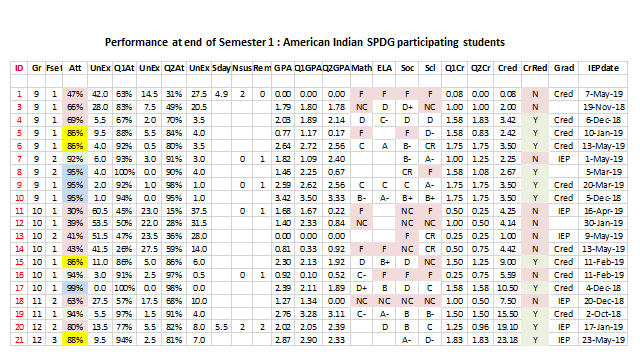 Performance at end of Semester 1 : American Indian SPDG participating students
ID Gr Fset Att UnEx Q1Att UnEx Q2Att UnEx Sday Nsus Rem GPA Q1GPA Q2GPA Math ELA Soc Scl Q1Cr Q2Cr Cred CrRed Grad IEPdate
1 9 1 47% 42.0 63% 14.5 31% 27.5 4.9 2 0 0.00 0.00 0.00 F F F F 0.08 0.00 0.08 N Cred 7-May-19
2 9 1 66% 28.0 83% 7.5 49% 20.5 1.79 1.80 1.78 NC D D+ NC 1.00 1.00 2.00 N 19-Nov-18
4 9 1 69% 5.5 67% 2.0 70% 3.5 2.03 1.89 2.14 D C- D D 1.58 1.83 3.42 Y Cred 6-Dec-18
5 9 1 86% 9.5 88% 5.5 84% 4.0 0.77 1.17 0.17 F F D- 1.58 0.83 2.42 Y Cred 10-Jan-19
6 9 1 86% 4.0 92% 0.5 80% 3.5 2.64 2.72 2.56 C A B- CR 1.75 1.75 3.50 Y Cred 13-May-19
7 9 2 92% 6.0 93% 3.0 91% 3.0 0 1 1.82 1.09 2.40 B- A- 1.00 1.25 2.25 N IEP 1-May-19
8 9 2 95% 4.0 100% 0.0 90% 4.0 1.46 2.25 0.67 CR F 1.58 1.08 2.67 Y 5-Mar-19
9 9 1 95% 2.0 92% 1.0 98% 1.0 0 1 2.59 2.62 2.56 C C C A- 1.75 1.75 3.50 Y Cred 20-Mar-19
10 9 1 95% 1.0 94% 0.0 95% 1.0 3.42 3.50 3.33 B- A- B+ B+ 1.75 1.75 3.50 Y Cred 5-Dec-18
11 10 1 30% 60.5 45% 23.0 15% 37.5 0 1 1.68 1.67 0.22 F NC F 0.50 0.25 4.25 N IEP 16-Apr-19
12 10 1 39% 53.5 50% 22.0 28% 31.5 1.40 2.33 0.84 NC NC NC 1.00 0.50 4.14 N 30-Jan-19
13 10 2 41% 51.5 47% 23.5 36% 28.0 0.00 0.00 0.00 F CR 0.25 0.25 1.00 N IEP 9-May-19
14 10 1 43% 41.5 26% 27.5 59% 14.0 0.81 0.33 0.92 F F NC CR 0.50 0.75 4.42 N Cred 13-May-19
15 10 1 86% 11.0 86% 5.0 86% 6.0 2.30 2.13 1.92 D B+ D NC 1.50 1.25 9.00 Y Cred 11-Feb-19
16 10 1 94% 3.0 91% 2.5 97% 0.5 0 1 0.92 0.10 0.52 C- F F F 0.25 0.75 5.59 N Cred 11-Feb-19
17 10 1 99% 0.0 100% 0.0 98% 0.0 2.39 2.11 1.89 D+ B D C 1.58 1.58 10.50 Y Cred 4-Dec-18
18 11 2 63% 27.5 57% 17.5 68% 10.0 1.27 1.34 0.00 NC NC NC NC 1.00 0.50 7.50 N IEP 20-Dec-18
19 11 1 94% 5.5 97% 1.5 91% 4.0 2.76 3.28 3.11 C- A- B B- 1.50 1.50 15.50 Y Cred 2-Oct-18
20 12 2 80% 13.5 77% 5.5 82% 8.0 5.5 2 2 2.02 2.05 2.39 D B C 1.25 0.96 19.10 Y IEP 17-Jan-19
21 12 3 88% 9.5 94% 2.5 81% 7.0 2.87 2.90 2.33 A- D- 1.83 1.83 23.18 Y IEP 23-May-19